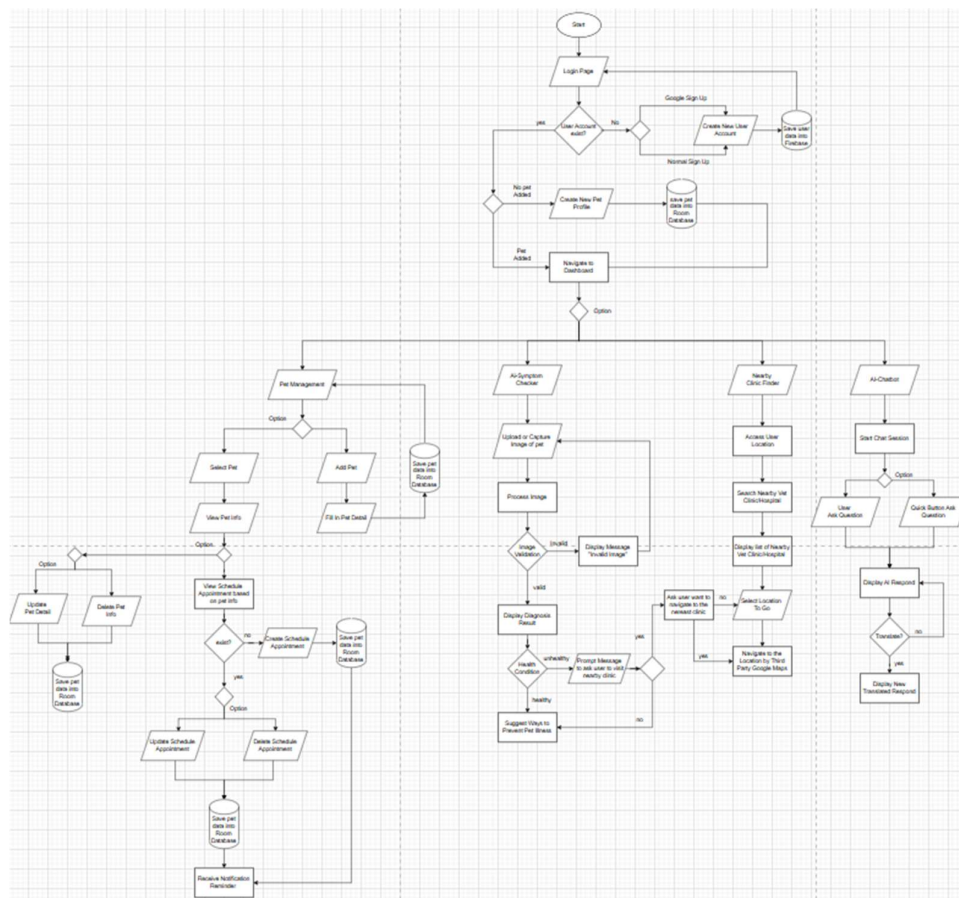 Start
Login Page
Google Sign Up
yes
User Account
exist?
No
Create New User
Account
Save user
data into
Firebase
Normal Sign Up
No pet
Added
Create New Pet
Profile
save pet
data into
Room
Database
Pet
Added
Navigate to
Dashboard
Option
Pet Management
AI-Symptom
Checker
Nearby
Clinic Finder
AI-Chatbot
Option
Select Pet
Add Pet
Save pet
data into
Room
Database
View Pet Info
Fill In Pet Detail
Option
Option
Update
Pet Detail
Delete Pet
Info
Save pet
data into
Room
Database
View Schedule
Appointment based
on pet info
exist?
no
Create Schedule
Appointment
Save pet
data into
Room
Database
yes
Option
Update Schedule
Appointment
Delete Schedule
Appointment
Save pet
data into
Room
Database
Receive Notification
Reminder
Upload or Capture
Image of pet
Process Image
Image
Validation
Invalid
Display Message
"Invalid Image"
valid
Display Diagnosis
Result
Health
Condition
unhealthy
Prompt Message
to ask user to visit
nearby clinic
healthy
Suggest Ways to
Prevent Pet Illness
yes
no
Ask user want to
navigate to the
nearest clinic
no
yes
Access User
Location
Search Nearby Vet
Clinic/Hospital
Display list of Nearby
Vet Clinic/Hospital
Select Location
To Go
Navigate to the
Location by Third
Party Google Maps
Start Chat Session
Option
User
Ask Question
Quick Button Ask
Question
Display AI Respond
Translate?
no
yes
Display New
Translated Respond